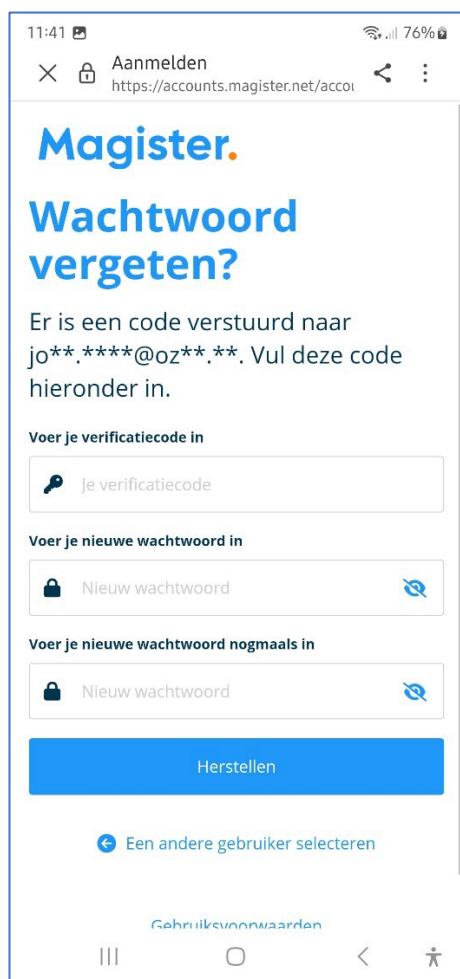 11:41 76%
Aanmelden
https://accounts.magister.net/accou
Magister.
Wachtwoord
vergeten?
Er is een code verstuurd naar
jo**.****@oz**.**. Vul deze code
hieronder in.
Voer je verificatiecode in
Je verificatiecode
Voer je nieuwe wachtwoord in
Nieuw wachtwoord
Voer je nieuwe wachtwoord nogmaals in
Nieuw wachtwoord
Herstellen
Een andere gebruiker selecteren
Gebruiksvoorwaarden